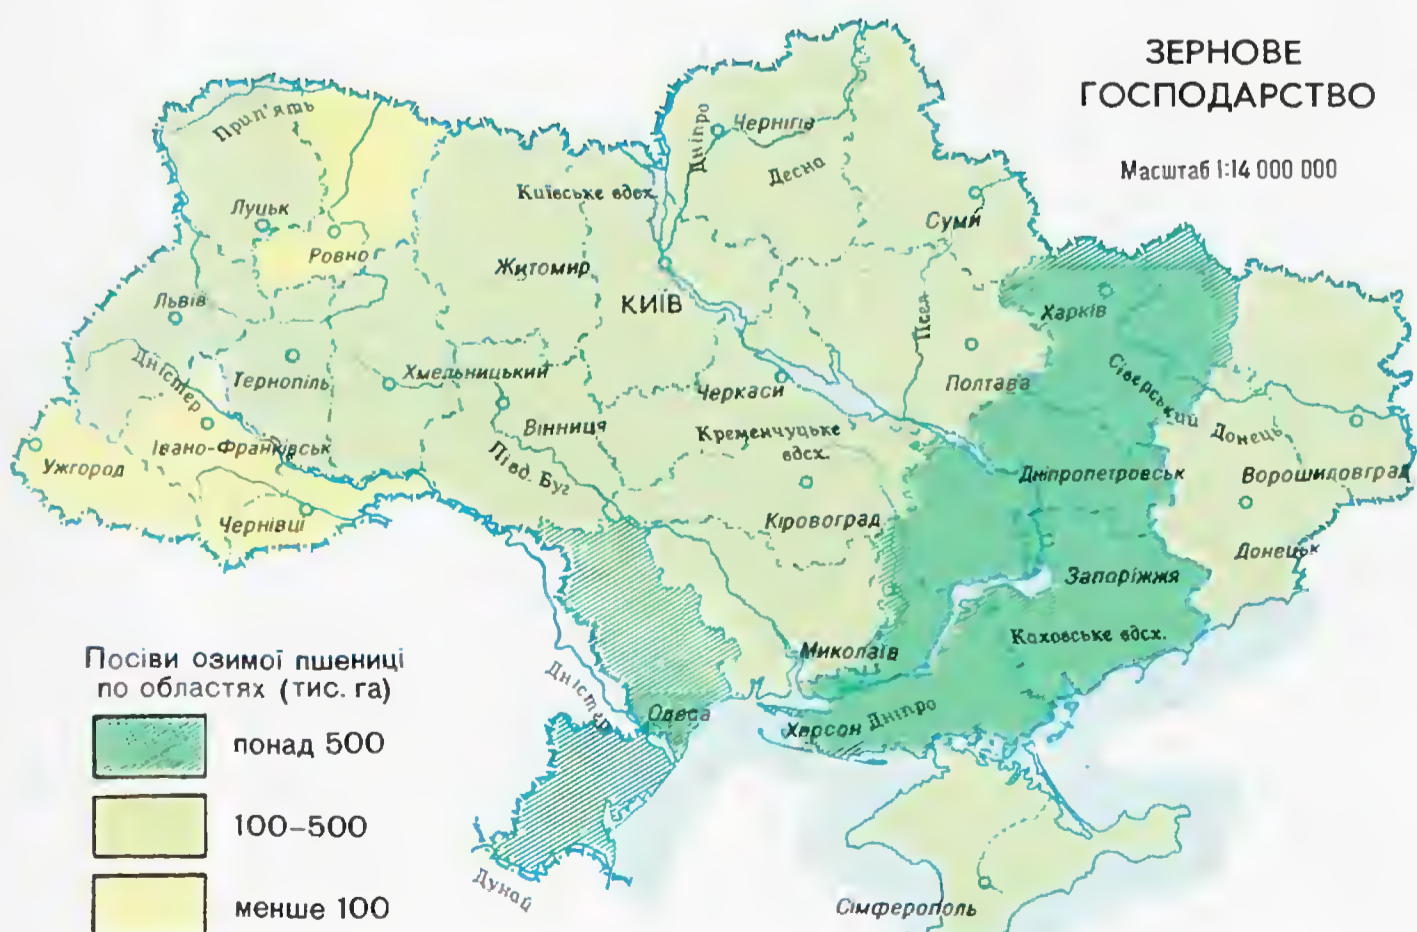 ЗЕРНОВЕ
ГОСПОДАРСТВО
Масштаб 1:14 000 000
Прип'ять
Дніпро
Чернігів
Десна
Київське вдсх.
Луцьк
Ровно
Суми
Житомир
КИЇВ
Львів
Псел
Харків
Дністер
Тернопіль
Хмельницький
Черкаси
Полтава
Сіверський Донець
Ужгород
Івано-Франківськ
Вінниця
Кременчуцьке
вдсх.
Півд. Буг
Дніпропетровськ
Ворошиловград
Чернівці
Кіровоград
Донецьк
Запоріжжя
Каховське вдсх.
Миколаїв
Дністер
Одеса
Херсон
Дніпро
Дунай
Сімферополь
Посіви озимої пшениці
по областях (тис. га)
понад 500
100–500
менше 100